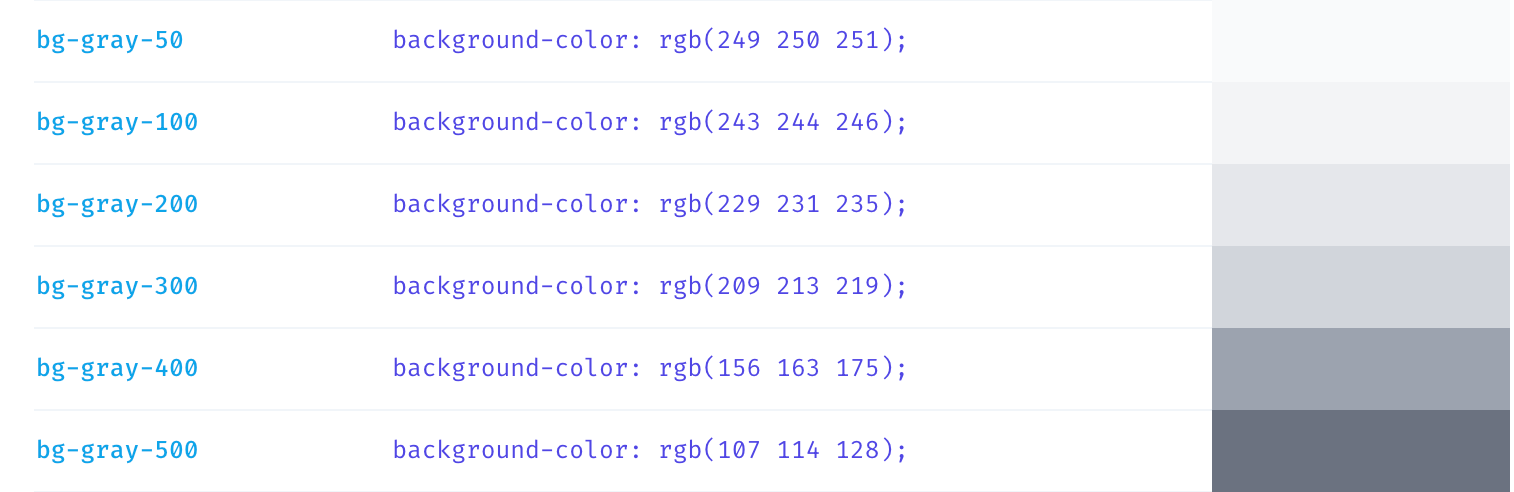 bg-gray-50 background-color: rgb(249 250 251);
bg-gray-100 background-color: rgb(243 244 246);
bg-gray-200 background-color: rgb(229 231 235);
bg-gray-300 background-color: rgb(209 213 219);
bg-gray-400 background-color: rgb(156 163 175);
bg-gray-500 background-color: rgb(107 114 128);